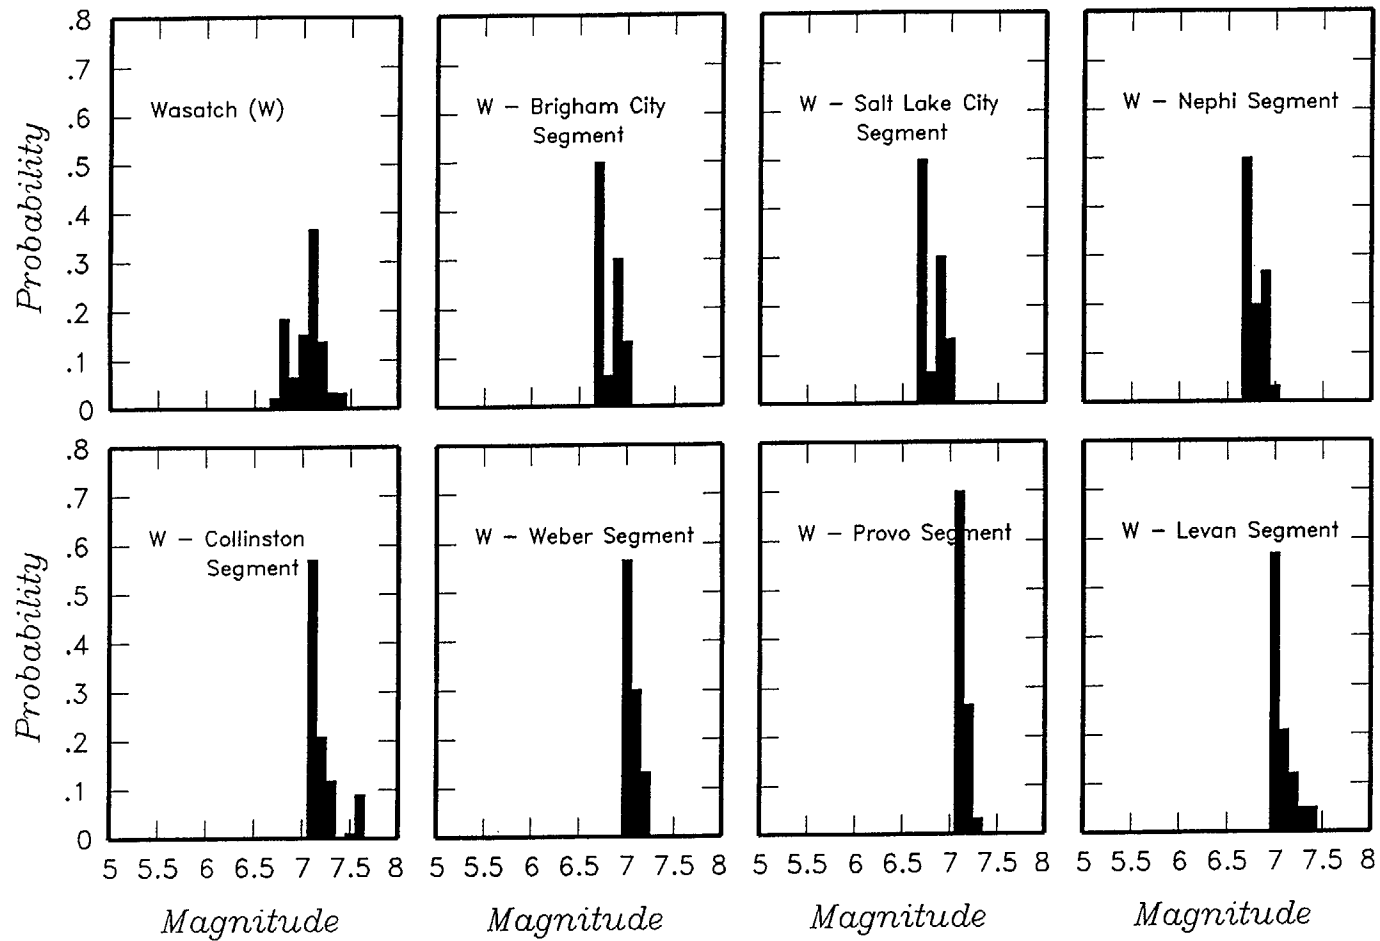 .8
.7
.6
.5
.4
.3
.2
.1
0
Probability
Wasatch (W)
W – Brigham City
Segment
W – Salt Lake City
Segment
W – Nephi Segment
.8
.7
.6
.5
.4
.3
.2
.1
0
Probability
W – Collinston
Segment
W – Weber Segment
W – Provo Segment
W – Levan Segment
5 5.5 6 6.5 7 7.5 8
5 5.5 6 6.5 7 7.5 8
5 5.5 6 6.5 7 7.5 8
5 5.5 6 6.5 7 7.5 8
Magnitude
Magnitude
Magnitude
Magnitude